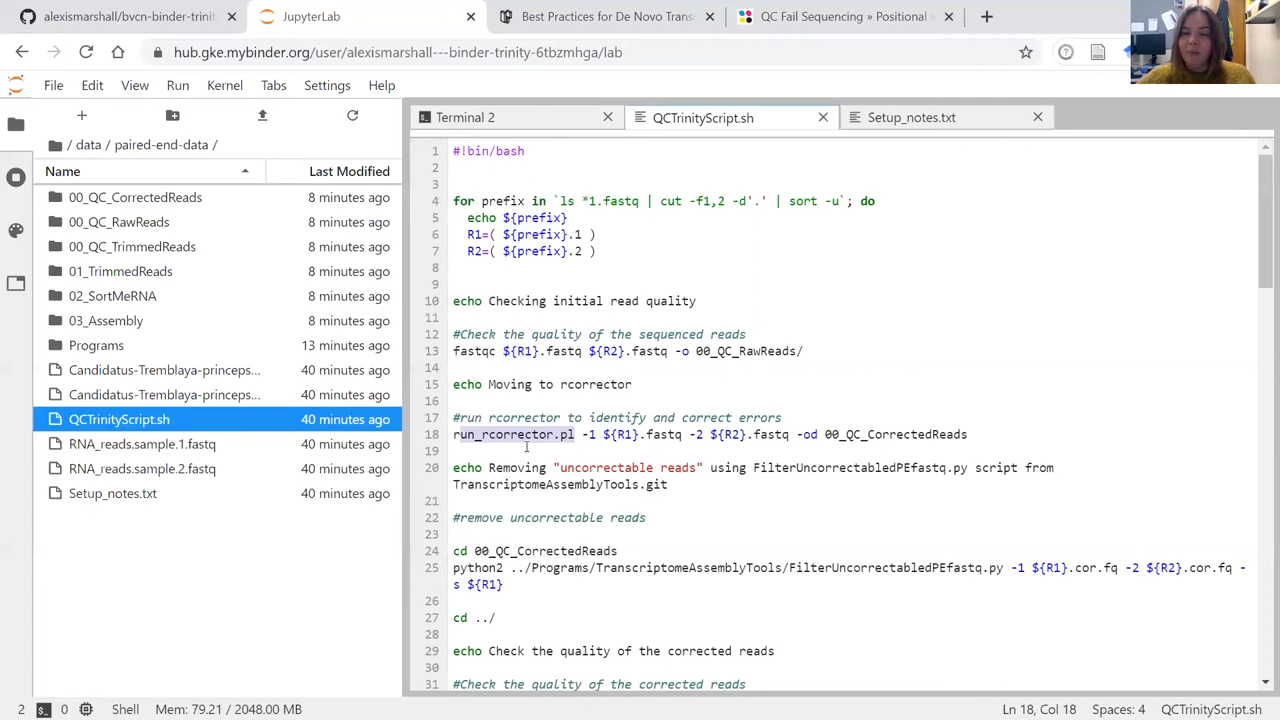 alexismarshall/bvcn-binder-trinit
JupyterLab
Best Practices for De Novo Trans
QC Fail Sequencing » Positional
hub.gke.mybinder.org/user/alexismarshall---binder-trinity-6tbzmhga/lab
File Edit View Run Kernel Tabs Settings Help
Terminal 2
QCTrinityScript.sh
Setup_notes.txt
/ data / paired-end-data /
Name Last Modified
00_QC_CorrectedReads 8 minutes ago
00_QC_RawReads 8 minutes ago
00_QC_TrimmedReads 8 minutes ago
01_TrimmedReads 8 minutes ago
02_SortMeRNA 8 minutes ago
03_Assembly 8 minutes ago
Programs 13 minutes ago
Candidatus-Tremblaya-princeps... 40 minutes ago
Candidatus-Tremblaya-princeps... 40 minutes ago
QCTrinityScript.sh 40 minutes ago
RNA_reads.sample.1.fastq 40 minutes ago
RNA_reads.sample.2.fastq 40 minutes ago
Setup_notes.txt 40 minutes ago
1 #!bin/bash
2
3
4 for prefix in `ls *1.fastq | cut -f1,2 -d'.' | sort -u`; do
5 echo ${prefix}
6 R1=( ${prefix}.1 )
7 R2=( ${prefix}.2 )
8
9
10 echo Checking initial read quality
11
12 #Check the quality of the sequenced reads
13 fastqc ${R1}.fastq ${R2}.fastq -o 00_QC_RawReads/
14
15 echo Moving to rcorrector
16
17 #run rcorrector to identify and correct errors
18 run_rcorrector.pl -1 ${R1}.fastq -2 ${R2}.fastq -od 00_QC_CorrectedReads
19
20 echo Removing "uncorrectable reads" using FilterUncorrectabledPEfastq.py script from
TranscriptomeAssemblyTools.git
21
22 #remove uncorrectable reads
23
24 cd 00_QC_CorrectedReads
25 python2 ../Programs/TranscriptomeAssemblyTools/FilterUncorrectabledPEfastq.py -1 ${R1}.cor.fq -2 ${R2}.cor.fq -
s ${R1}
26
27 cd ../
28
29 echo Check the quality of the corrected reads
30
31 #Check the quality of the corrected reads
2 0 Shell Mem: 79.21 / 2048.00 MB
Ln 18, Col 18 Spaces: 4 QCTrinityScript.sh